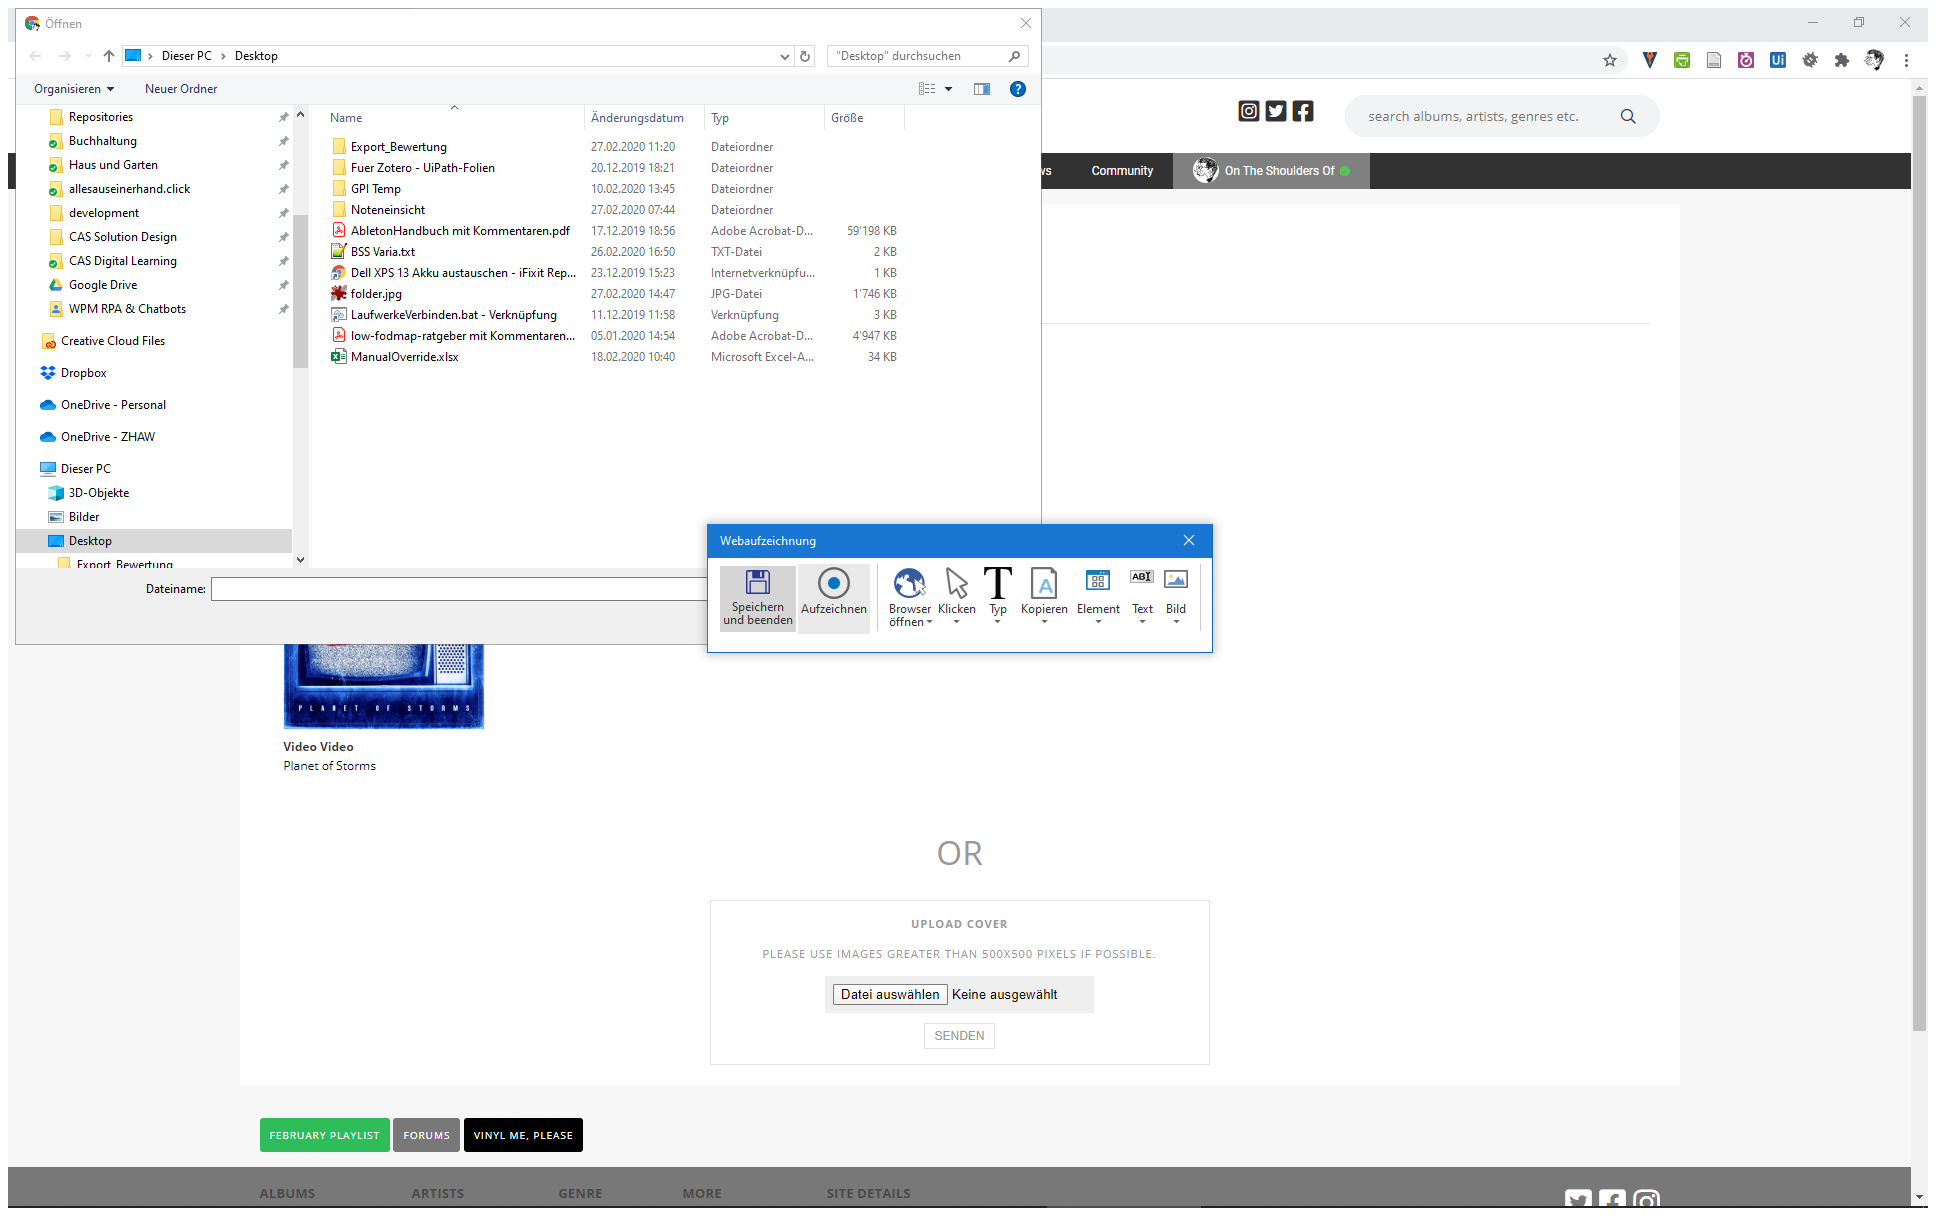 Öffnen
Dieser PC
Desktop
"Desktop" durchsuchen
Organisieren
Neuer Ordner
Repositories
Buchhaltung
Haus und Garten
allesauseinerhand.click
development
CAS Solution Design
CAS Digital Learning
Google Drive
WPM RPA & Chatbots
Creative Cloud Files
Dropbox
OneDrive - Personal
OneDrive - ZHAW
Dieser PC
3D-Objekte
Bilder
Desktop
Export_Bewertung
Name Änderungsdatum Typ Größe
Export_Bewertung 27.02.2020 11:20 Dateiordner
Fuer Zotero - UiPath-Folien 20.12.2019 18:21 Dateiordner
GPI Temp 10.02.2020 13:45 Dateiordner
Noteneinsicht 27.02.2020 07:44 Dateiordner
AbletonHandbuch mit Kommentaren.pdf 17.12.2019 18:56 Adobe Acrobat-D... 59'198 KB
BSS Varia.txt 26.02.2020 16:50 TXT-Datei 2 KB
Dell XPS 13 Akku austauschen - iFixit Rep... 23.12.2019 15:23 Internetverknüpfu... 1 KB
folder.jpg 27.02.2020 14:47 JPG-Datei 1'746 KB
LaufwerkeVerbinden.bat - Verknüpfung 11.12.2019 11:58 Verknüpfung 3 KB
low-fodmap-ratgeber mit Kommentaren... 05.01.2020 14:54 Adobe Acrobat-D... 4'947 KB
ManualOverride.xlsx 18.02.2020 10:40 Microsoft Excel-A... 34 KB
Dateiname:
Ui
search albums, artists, genres etc.
ws
Community
On The Shoulders Of
Webaufzeichnung
Speichern und beenden
Aufzeichnen
Browser öffnen
Klicken
T
Typ
A
Kopieren
Element
ABI
Text
Bild
PLANET OF STORMS
Video Video
Planet of Storms
OR
UPLOAD COVER
PLEASE USE IMAGES GREATER THAN 500X500 PIXELS IF POSSIBLE.
Datei auswählen Keine ausgewählt
SENDEN
FEBRUARY PLAYLIST
FORUMS
VINYL ME, PLEASE
ALBUMS
ARTISTS
GENRE
MORE
SITE DETAILS